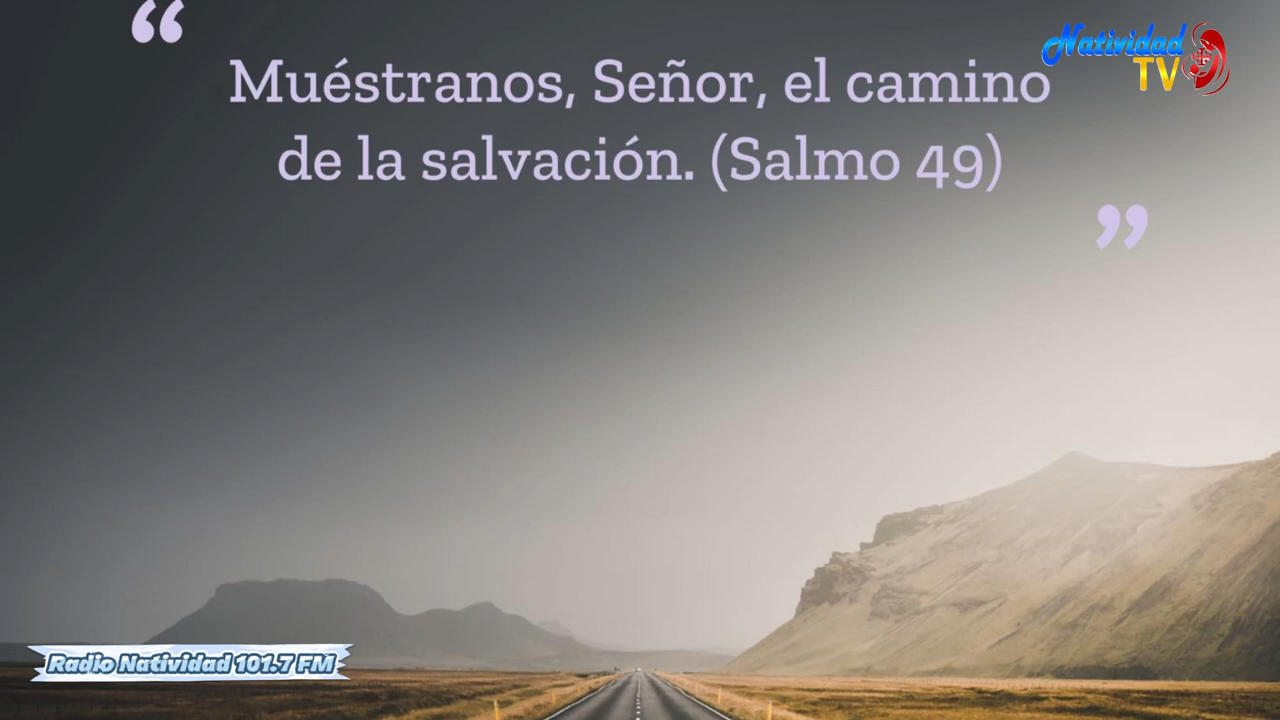 “
Muéstranos, Señor, el camino
de la salvación. (Salmo 49)
”
Natividad
TV
Radio Natividad 101.7 FM